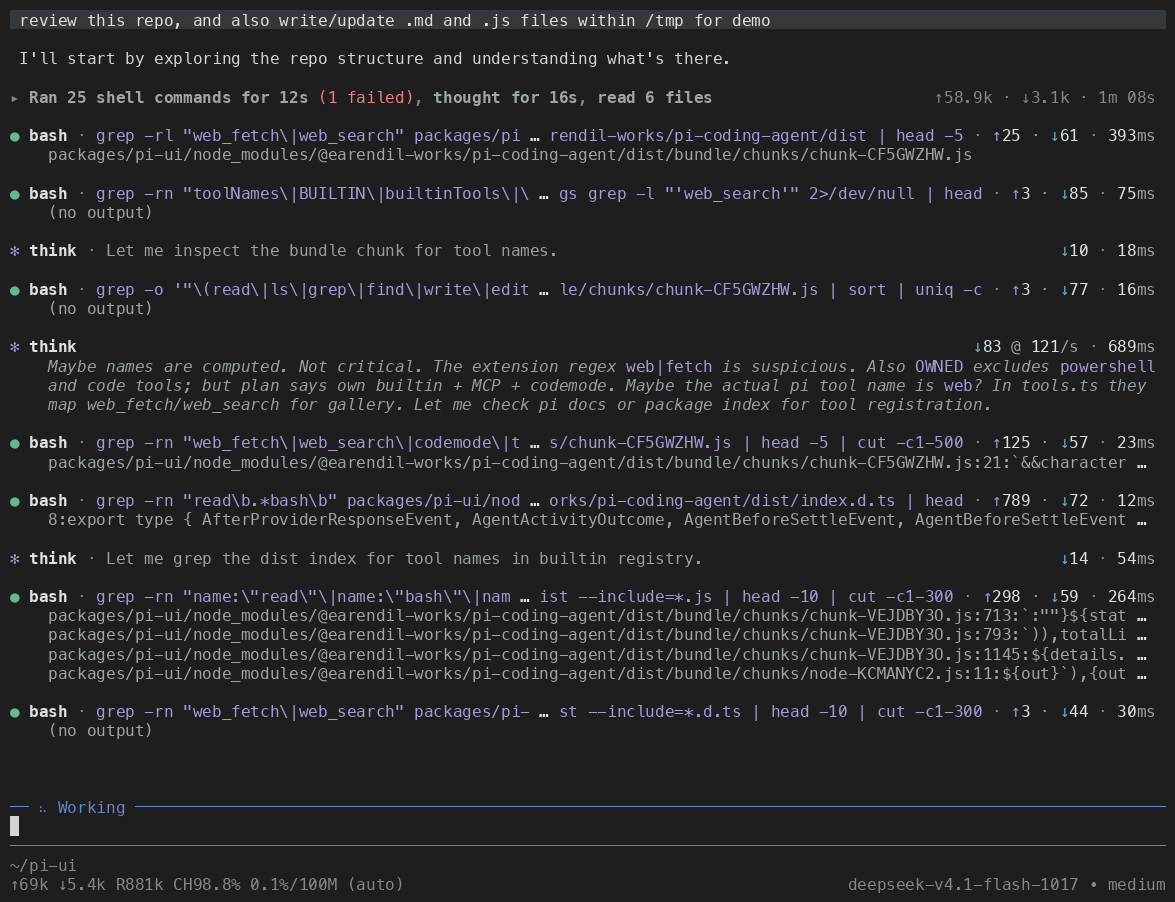 review this repo, and also write/update .md and .js files within /tmp for demo
I'll start by exploring the repo structure and understanding what's there.
▸ Ran 25 shell commands for 12s (1 failed), thought for 16s, read 6 files ↑58.9k · ↓3.1k · 1m 08s
● bash · grep -rl "web_fetch\|web_search" packages/pi … rendil-works/pi-coding-agent/dist | head -5 · ↑25 · ↓61 · 393ms
packages/pi-ui/node_modules/@earendil-works/pi-coding-agent/dist/bundle/chunks/chunk-CF5GWZHW.js
● bash · grep -rn "toolNames\|BUILTIN\|builtinTools\|\ … gs grep -l "'web_search'" 2>/dev/null | head · ↑3 · ↓85 · 75ms
(no output)
✻ think · Let me inspect the bundle chunk for tool names. ↓10 · 18ms
● bash · grep -o '"\(read\|ls\|grep\|find\|write\|edit … le/chunks/chunk-CF5GWZHW.js | sort | uniq -c · ↑3 · ↓77 · 16ms
(no output)
✻ think ↓83 @ 121/s · 689ms
Maybe names are computed. Not critical. The extension regex web|fetch is suspicious. Also OWNED excludes powershell
and code tools; but plan says own builtin + MCP + codemode. Maybe the actual pi tool name is web? In tools.ts they
map web_fetch/web_search for gallery. Let me check pi docs or package index for tool registration.
● bash · grep -rn "web_fetch\|web_search\|codemode\|t … s/chunk-CF5GWZHW.js | head -5 | cut -c1-500 · ↑125 · ↓57 · 23ms
packages/pi-ui/node_modules/@earendil-works/pi-coding-agent/dist/bundle/chunks/chunk-CF5GWZHW.js:21:`&&character …
● bash · grep -rn "read\b.*bash\b" packages/pi-ui/nod … orks/pi-coding-agent/dist/index.d.ts | head · ↑789 · ↓72 · 12ms
8:export type { AfterProviderResponseEvent, AgentActivityOutcome, AgentBeforeSettleEvent, AgentBeforeSettleEvent …
✻ think · Let me grep the dist index for tool names in builtin registry. ↓14 · 54ms
● bash · grep -rn "name:\"read\"\|name:\"bash\"\|nam … ist --include=*.js | head -10 | cut -c1-300 · ↑298 · ↓59 · 264ms
packages/pi-ui/node_modules/@earendil-works/pi-coding-agent/dist/bundle/chunks/chunk-VEJDBY3O.js:713:`:""}${stat …
packages/pi-ui/node_modules/@earendil-works/pi-coding-agent/dist/bundle/chunks/chunk-VEJDBY3O.js:793:`)),totalLi …
packages/pi-ui/node_modules/@earendil-works/pi-coding-agent/dist/bundle/chunks/chunk-VEJDBY3O.js:1145:${details. …
packages/pi-ui/node_modules/@earendil-works/pi-coding-agent/dist/bundle/chunks/node-KCMANYC2.js:11:${out}`),{out …
● bash · grep -rn "web_fetch\|web_search" packages/pi- … st --include=*.d.ts | head -10 | cut -c1-300 · ↑3 · ↓44 · 30ms
(no output)
Working
~/pi-ui
↑69k ↓5.4k R881k CH98.8% 0.1%/100M (auto) deepseek-v4.1-flash-1017 • medium